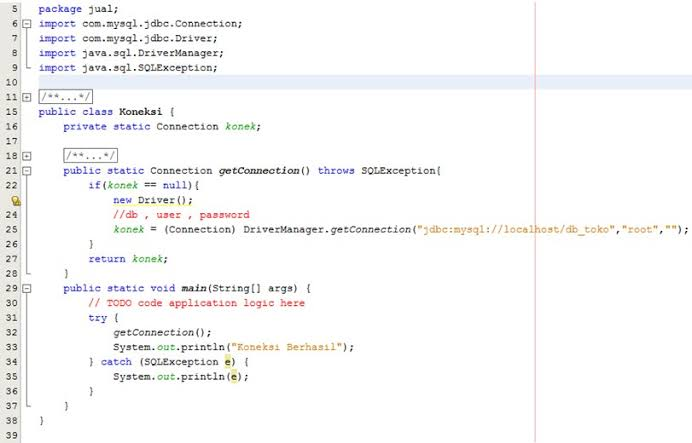 5 package jual;
6 import com.mysql.jdbc.Connection;
7 import com.mysql.jdbc.Driver;
8 import java.sql.DriverManager;
9 import java.sql.SQLException;
10
11 /**...*/
15 public class Koneksi {
16 private static Connection konek;
17
18 /**...*/
21 public static Connection getConnection() throws SQLException{
22 if(konek == null){
new Driver();
24 //db , user , password
25 konek = (Connection) DriverManager.getConnection("jdbc:mysql://localhost/db_toko","root","");
26 }
27 return konek;
28 }
29 public static void main(String[] args) {
30 // TODO code application logic here
31 try {
32 getConnection();
33 System.out.println("Koneksi Berhasil");
34 } catch (SQLException e) {
35 System.out.println(e);
36 }
37 }
38 }
39